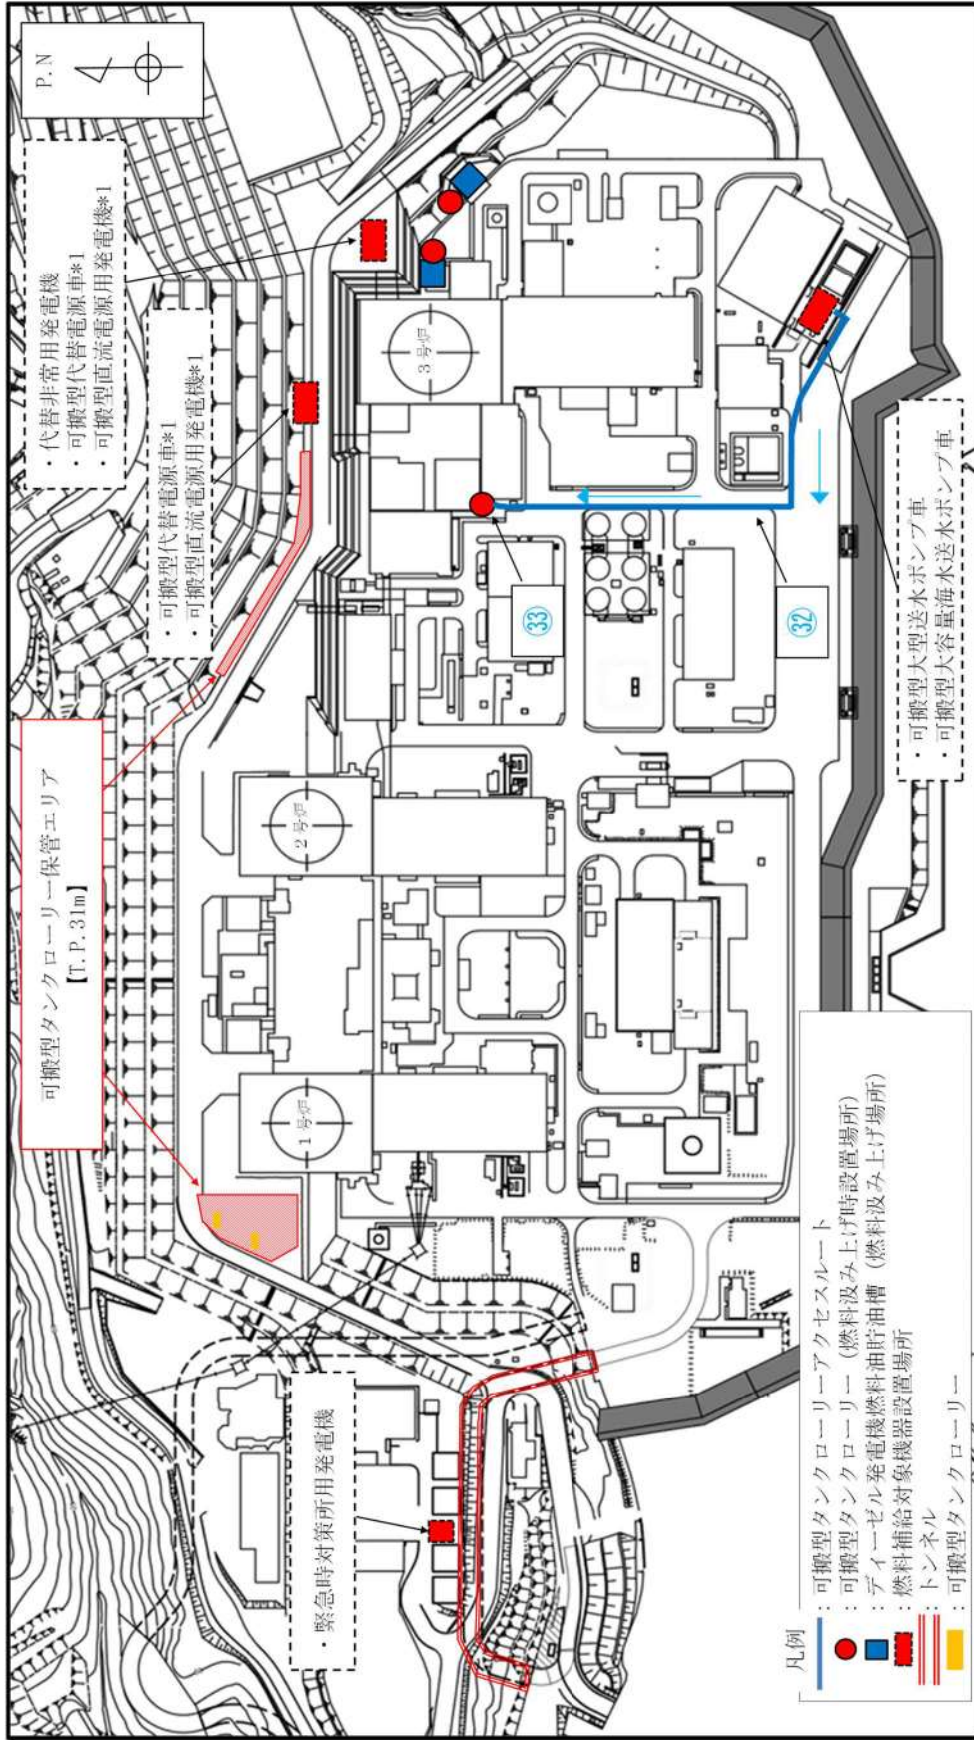 P.N
・代替非常用発電機
・可搬型代替電源車*1
・可搬型直流電源用発電機*1
・可搬型代替電源車*1
・可搬型直流電源用発電機*1
可搬型タンクローリー保管エリア
【T.P.31m】
・緊急時対策所用発電機
1号炉
2号炉
3号炉
㉝
㉜
・可搬型大型送水ポンプ車
・可搬型大容量海水送水ポンプ車
凡例
：可搬型タンクローリーアクセスルート
：可搬型タンクローリー（燃料汲み上げ時設置場所）
：ディーゼル発電機燃料油貯油槽（燃料汲み上げ場所）
：燃料補給対象機器設置場所
：トンネル
：可搬型タンクローリー